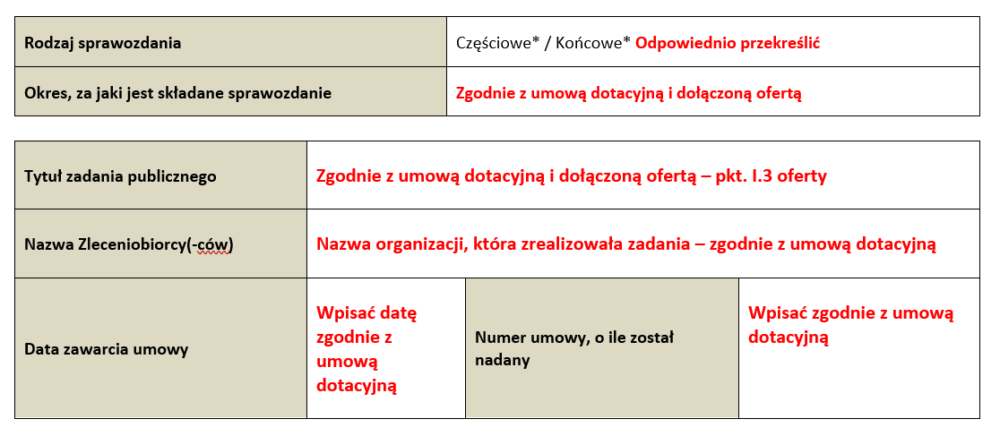 Rodzaj sprawozdania
Częściowe* / Końcowe* Odpowiednio przekreślić
Okres, za jaki jest składane sprawozdanie
Zgodnie z umową dotacyjną i dołączoną ofertą
Tytuł zadania publicznego
Zgodnie z umową dotacyjną i dołączoną ofertą – pkt. I.3 oferty
Nazwa Zleceniobiorcy(-ców)
Nazwa organizacji, która zrealizowała zadania – zgodnie z umową dotacyjną
Data zawarcia umowy
Wpisać datę
zgodnie z
umową
dotacyjną
Numer umowy, o ile został
nadany
Wpisać zgodnie z umową
dotacyjną